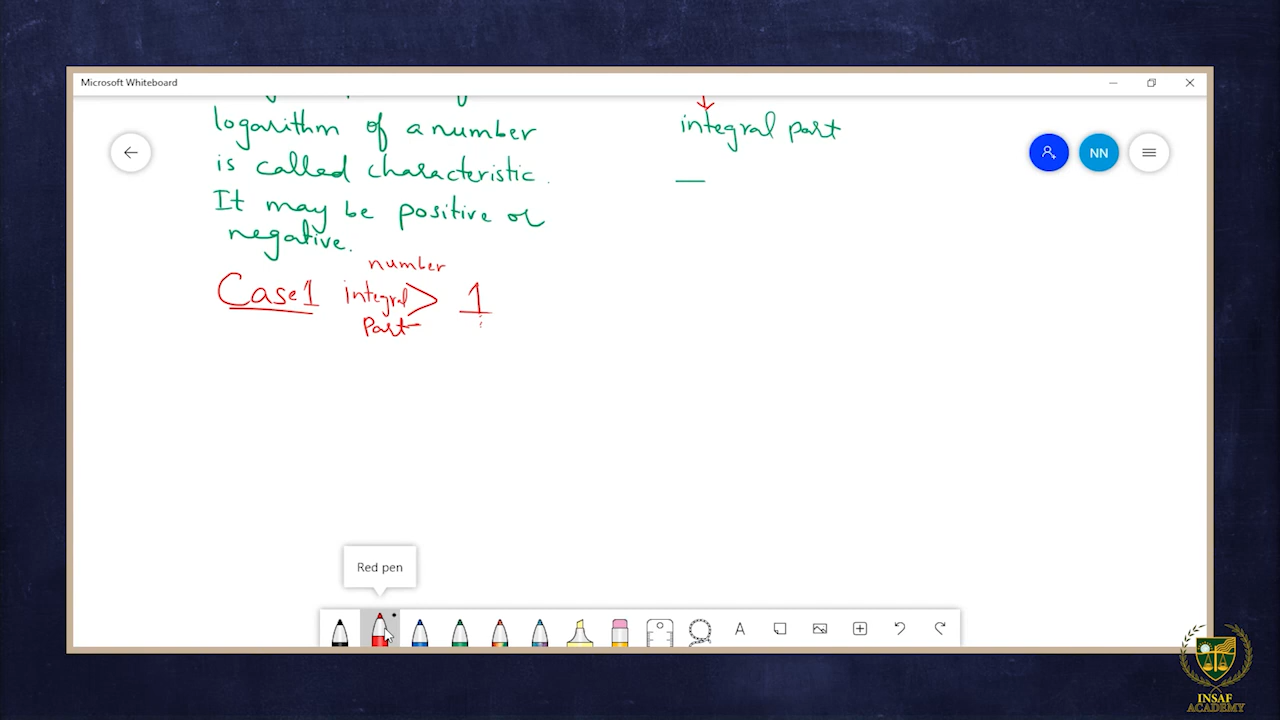 Microsoft Whiteboard
logarithm of a number
is called characteristic.
It may be positive or
negative.
integral part
NN
Case 1
number
integral > 1
Part
Red pen
A
INSAF
ACADEMY